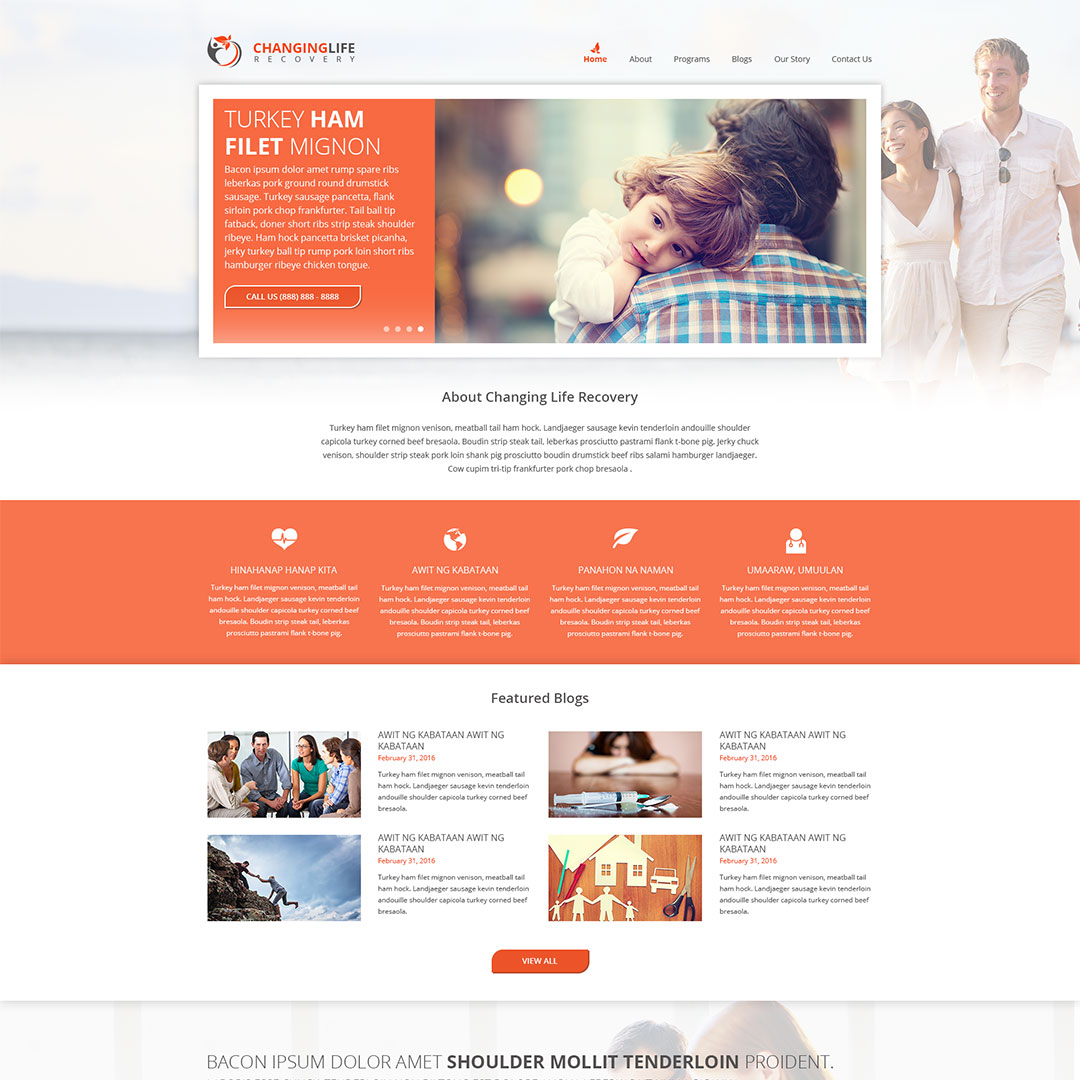 CHANGINGLIFE
RECOVERY
Home About Programs Blogs Our Story Contact Us
TURKEY HAM
FILET MIGNON
Bacon ipsum dolor amet rump spare ribs
leberkas pork ground round drumstick
sausage. Turkey sausage pancetta, flank
sirloin pork chop frankfurter. Tail ball tip
fatback, doner short ribs strip steak shoulder
ribeye. Ham hock pancetta brisket picanha,
jerky turkey ball tip rump pork loin short ribs
hamburger ribeye chicken tongue.
CALL US (888) 888 - 8888
About Changing Life Recovery
Turkey ham filet mignon venison, meatball tail ham hock. Landjaeger sausage kevin tenderloin andouille shoulder
capicola turkey corned beef bresaola. Boudin strip steak tail, leberkas prosciutto pastrami flank t-bone pig. Jerky chuck
venison, shoulder strip steak pork loin shank pig prosciutto boudin drumstick beef ribs salami hamburger landjaeger.
Cow cupim tri-tip frankfurter pork chop bresaola .
HINAHANAP HANAP KITA
Turkey ham filet mignon venison, meatball tail
ham hock. Landjaeger sausage kevin tenderloin
andouille shoulder capicola turkey corned beef
bresaola. Boudin strip steak tail, leberkas
prosciutto pastrami flank t-bone pig.
AWIT NG KABATAAN
Turkey ham filet mignon venison, meatball tail
ham hock. Landjaeger sausage kevin tenderloin
andouille shoulder capicola turkey corned beef
bresaola. Boudin strip steak tail, leberkas
prosciutto pastrami flank t-bone pig.
PANAHON NA NAMAN
Turkey ham filet mignon venison, meatball tail
ham hock. Landjaeger sausage kevin tenderloin
andouille shoulder capicola turkey corned beef
bresaola. Boudin strip steak tail, leberkas
prosciutto pastrami flank t-bone pig.
UMAARAW, UMUULAN
Turkey ham filet mignon venison, meatball tail
ham hock. Landjaeger sausage kevin tenderloin
andouille shoulder capicola turkey corned beef
bresaola. Boudin strip steak tail, leberkas
prosciutto pastrami flank t-bone pig.
Featured Blogs
AWIT NG KABATAAN AWIT NG
KABATAAN
February 31, 2016
Turkey ham filet mignon venison, meatball tail
ham hock. Landjaeger sausage kevin tenderloin
andouille shoulder capicola turkey corned beef
bresaola.
AWIT NG KABATAAN AWIT NG
KABATAAN
February 31, 2016
Turkey ham filet mignon venison, meatball tail
ham hock. Landjaeger sausage kevin tenderloin
andouille shoulder capicola turkey corned beef
bresaola.
AWIT NG KABATAAN AWIT NG
KABATAAN
February 31, 2016
Turkey ham filet mignon venison, meatball tail
ham hock. Landjaeger sausage kevin tenderloin
andouille shoulder capicola turkey corned beef
bresaola.
AWIT NG KABATAAN AWIT NG
KABATAAN
February 31, 2016
Turkey ham filet mignon venison, meatball tail
ham hock. Landjaeger sausage kevin tenderloin
andouille shoulder capicola turkey corned beef
bresaola.
VIEW ALL
BACON IPSUM DOLOR AMET SHOULDER MOLLIT TENDERLOIN PROIDENT.